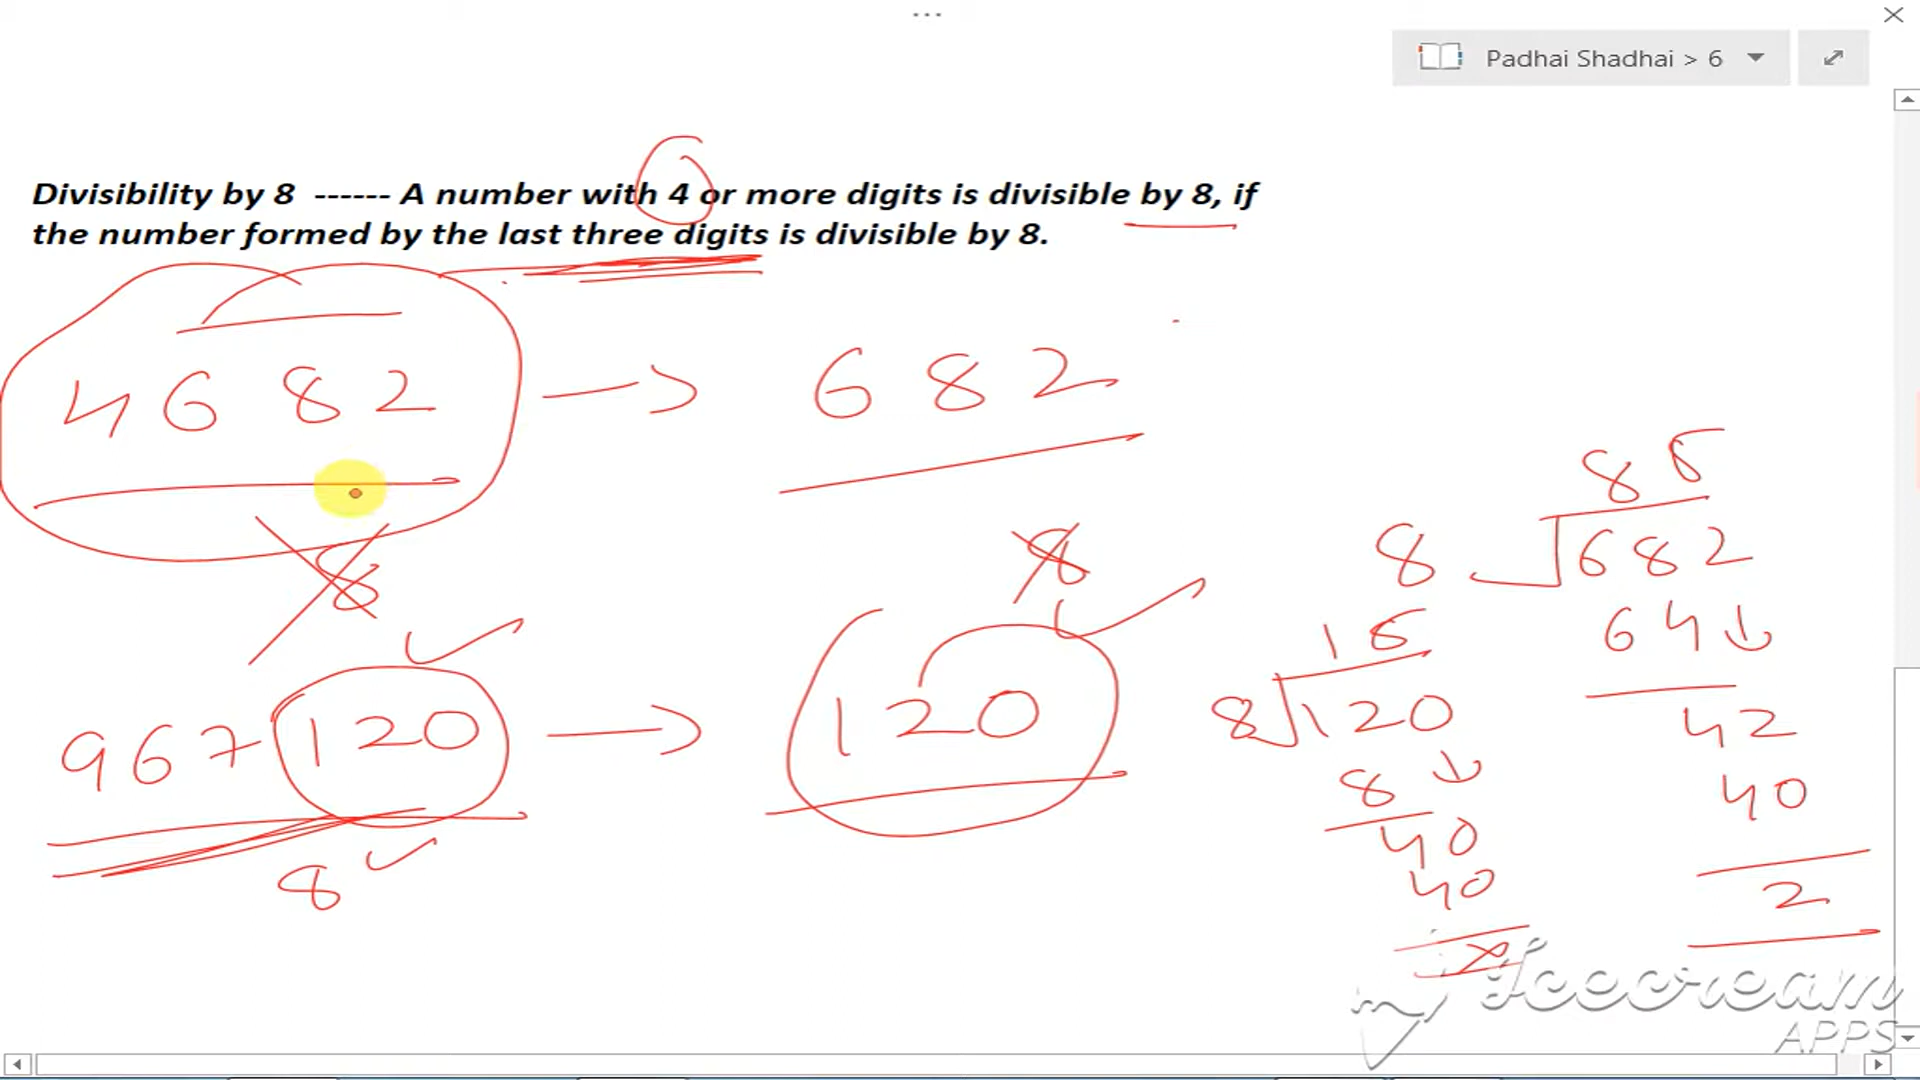 ...
Padhai Shadhai > 6
Divisibility by 8 ------ A number with 4 or more digits is divisible by 8, if
the number formed by the last three digits is divisible by 8.
4682 → 682
8
8
85
8 682
64
42
40
2
967120 → 120
8
15
8 120
8
40
40
Icecream
APPS